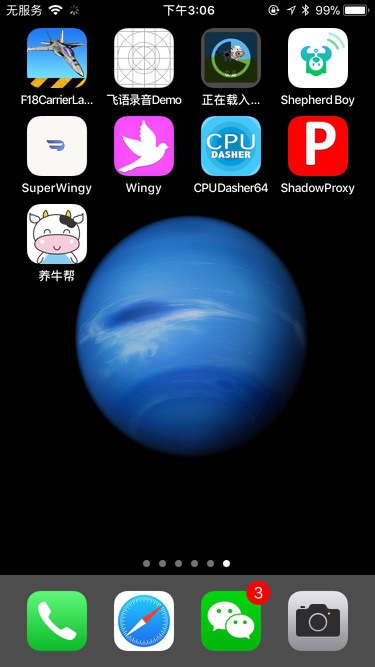 无服务 下午3:06 99%
F18CarrierLa... 飞语录音Demo 正在载入... Shepherd Boy
CPU
DASHER
P
SuperWingy Wingy CPUDasher64 ShadowProxy
养牛帮
3